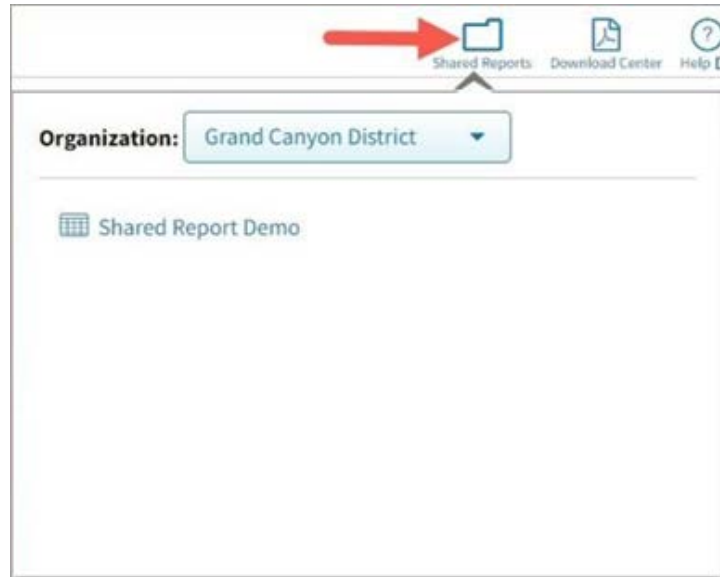 Shared Reports Download Center Help
Organization: Grand Canyon District
Shared Report Demo